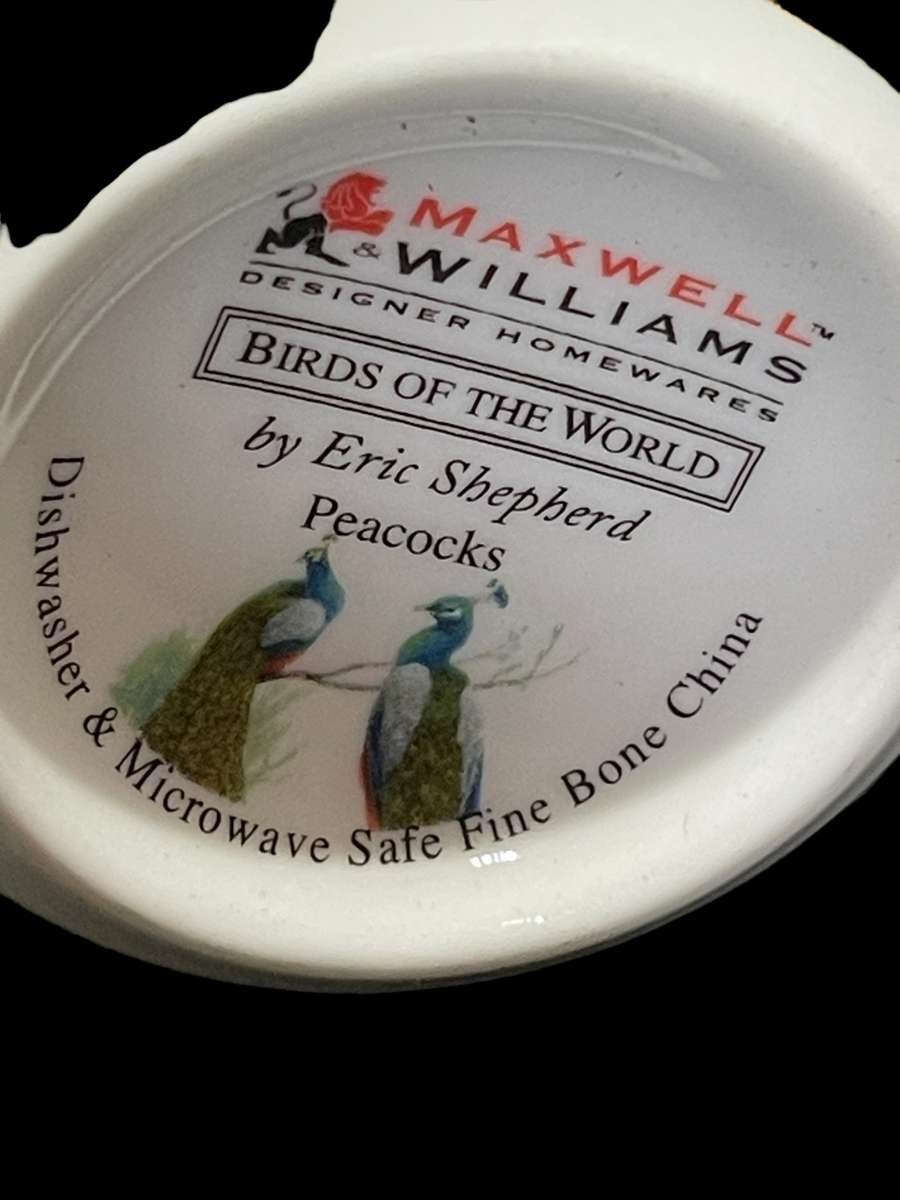 MAXWELL™
& WILLIAMS
DESIGNER HOMEWARES
BIRDS OF THE WORLD
by Eric Shepherd
Peacocks
Dishwasher & Microwave Safe Fine Bone China